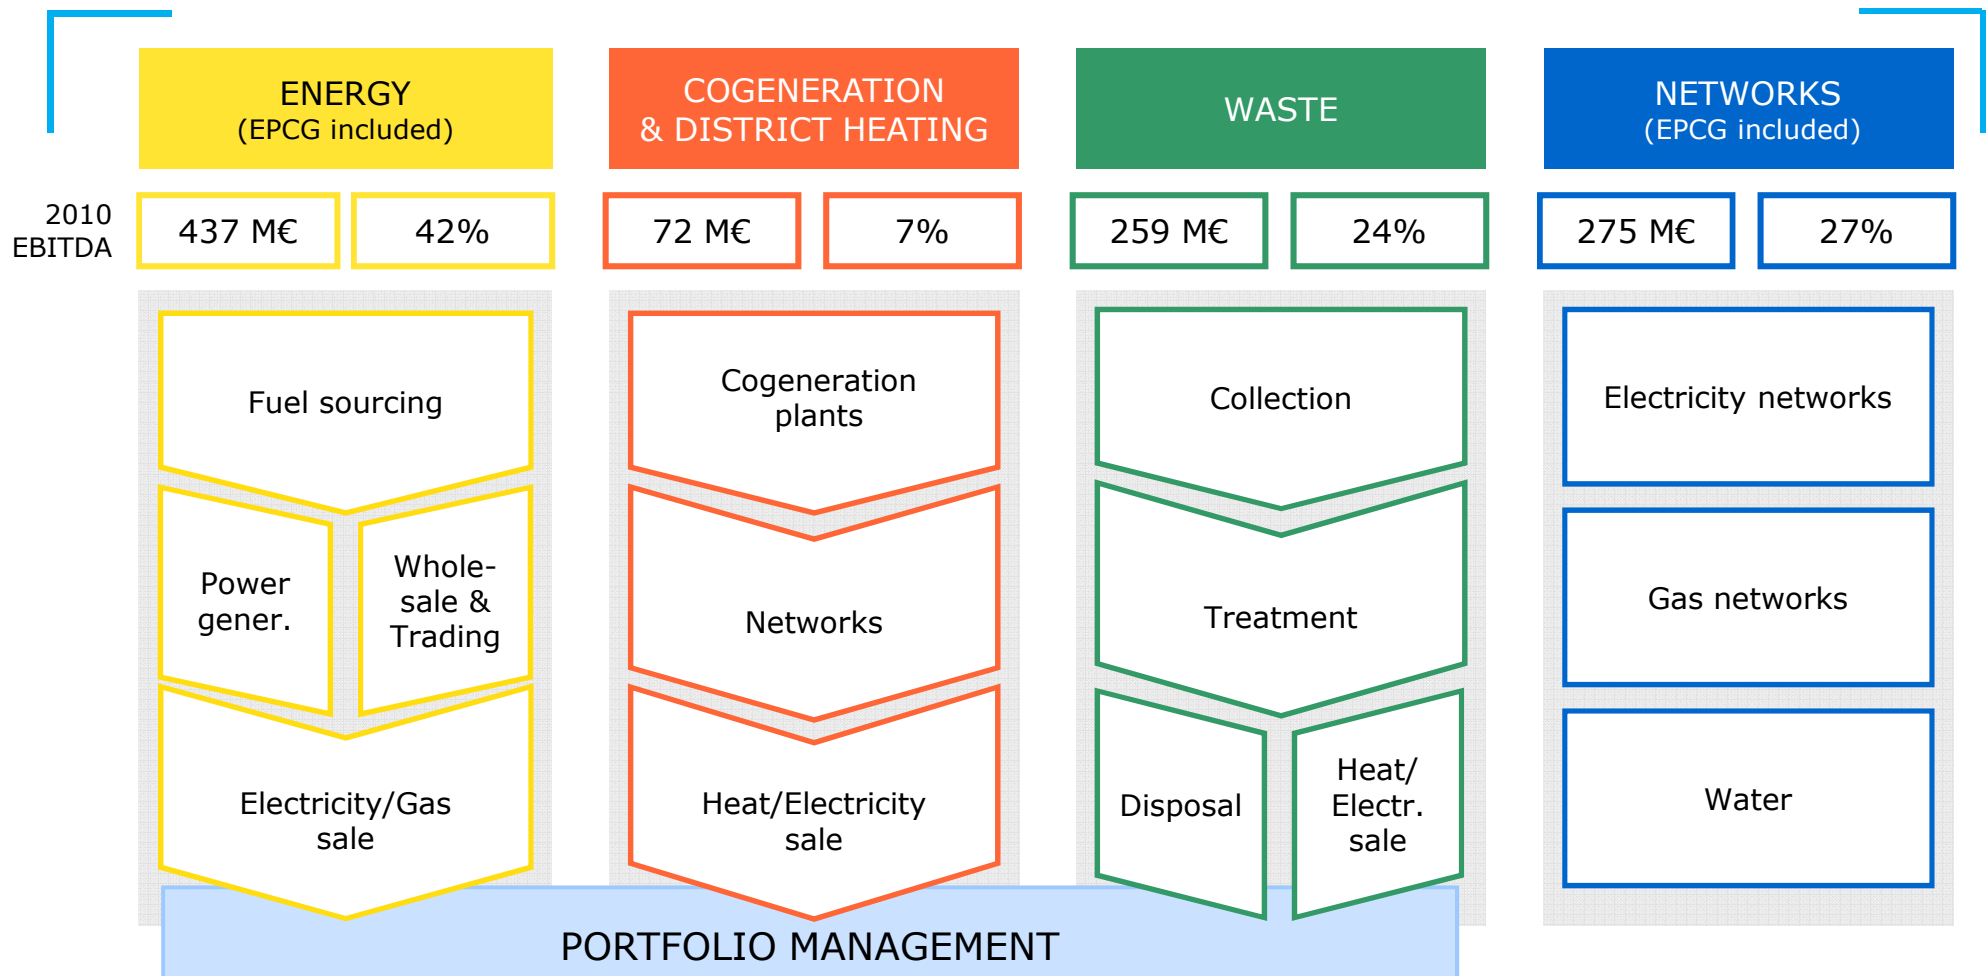 ENERGY
(EPCG included)
COGENERATION
& DISTRICT HEATING
WASTE
NETWORKS
(EPCG included)
2010
EBITDA
437 M€
42%
72 M€
7%
259 M€
24%
275 M€
27%
Fuel sourcing
Power
gener.
Whole-
sale &
Trading
Electricity/Gas
sale
Cogeneration
plants
Networks
Heat/Electricity
sale
Collection
Treatment
Disposal
Heat/
Electr.
sale
Electricity networks
Gas networks
Water
PORTFOLIO MANAGEMENT